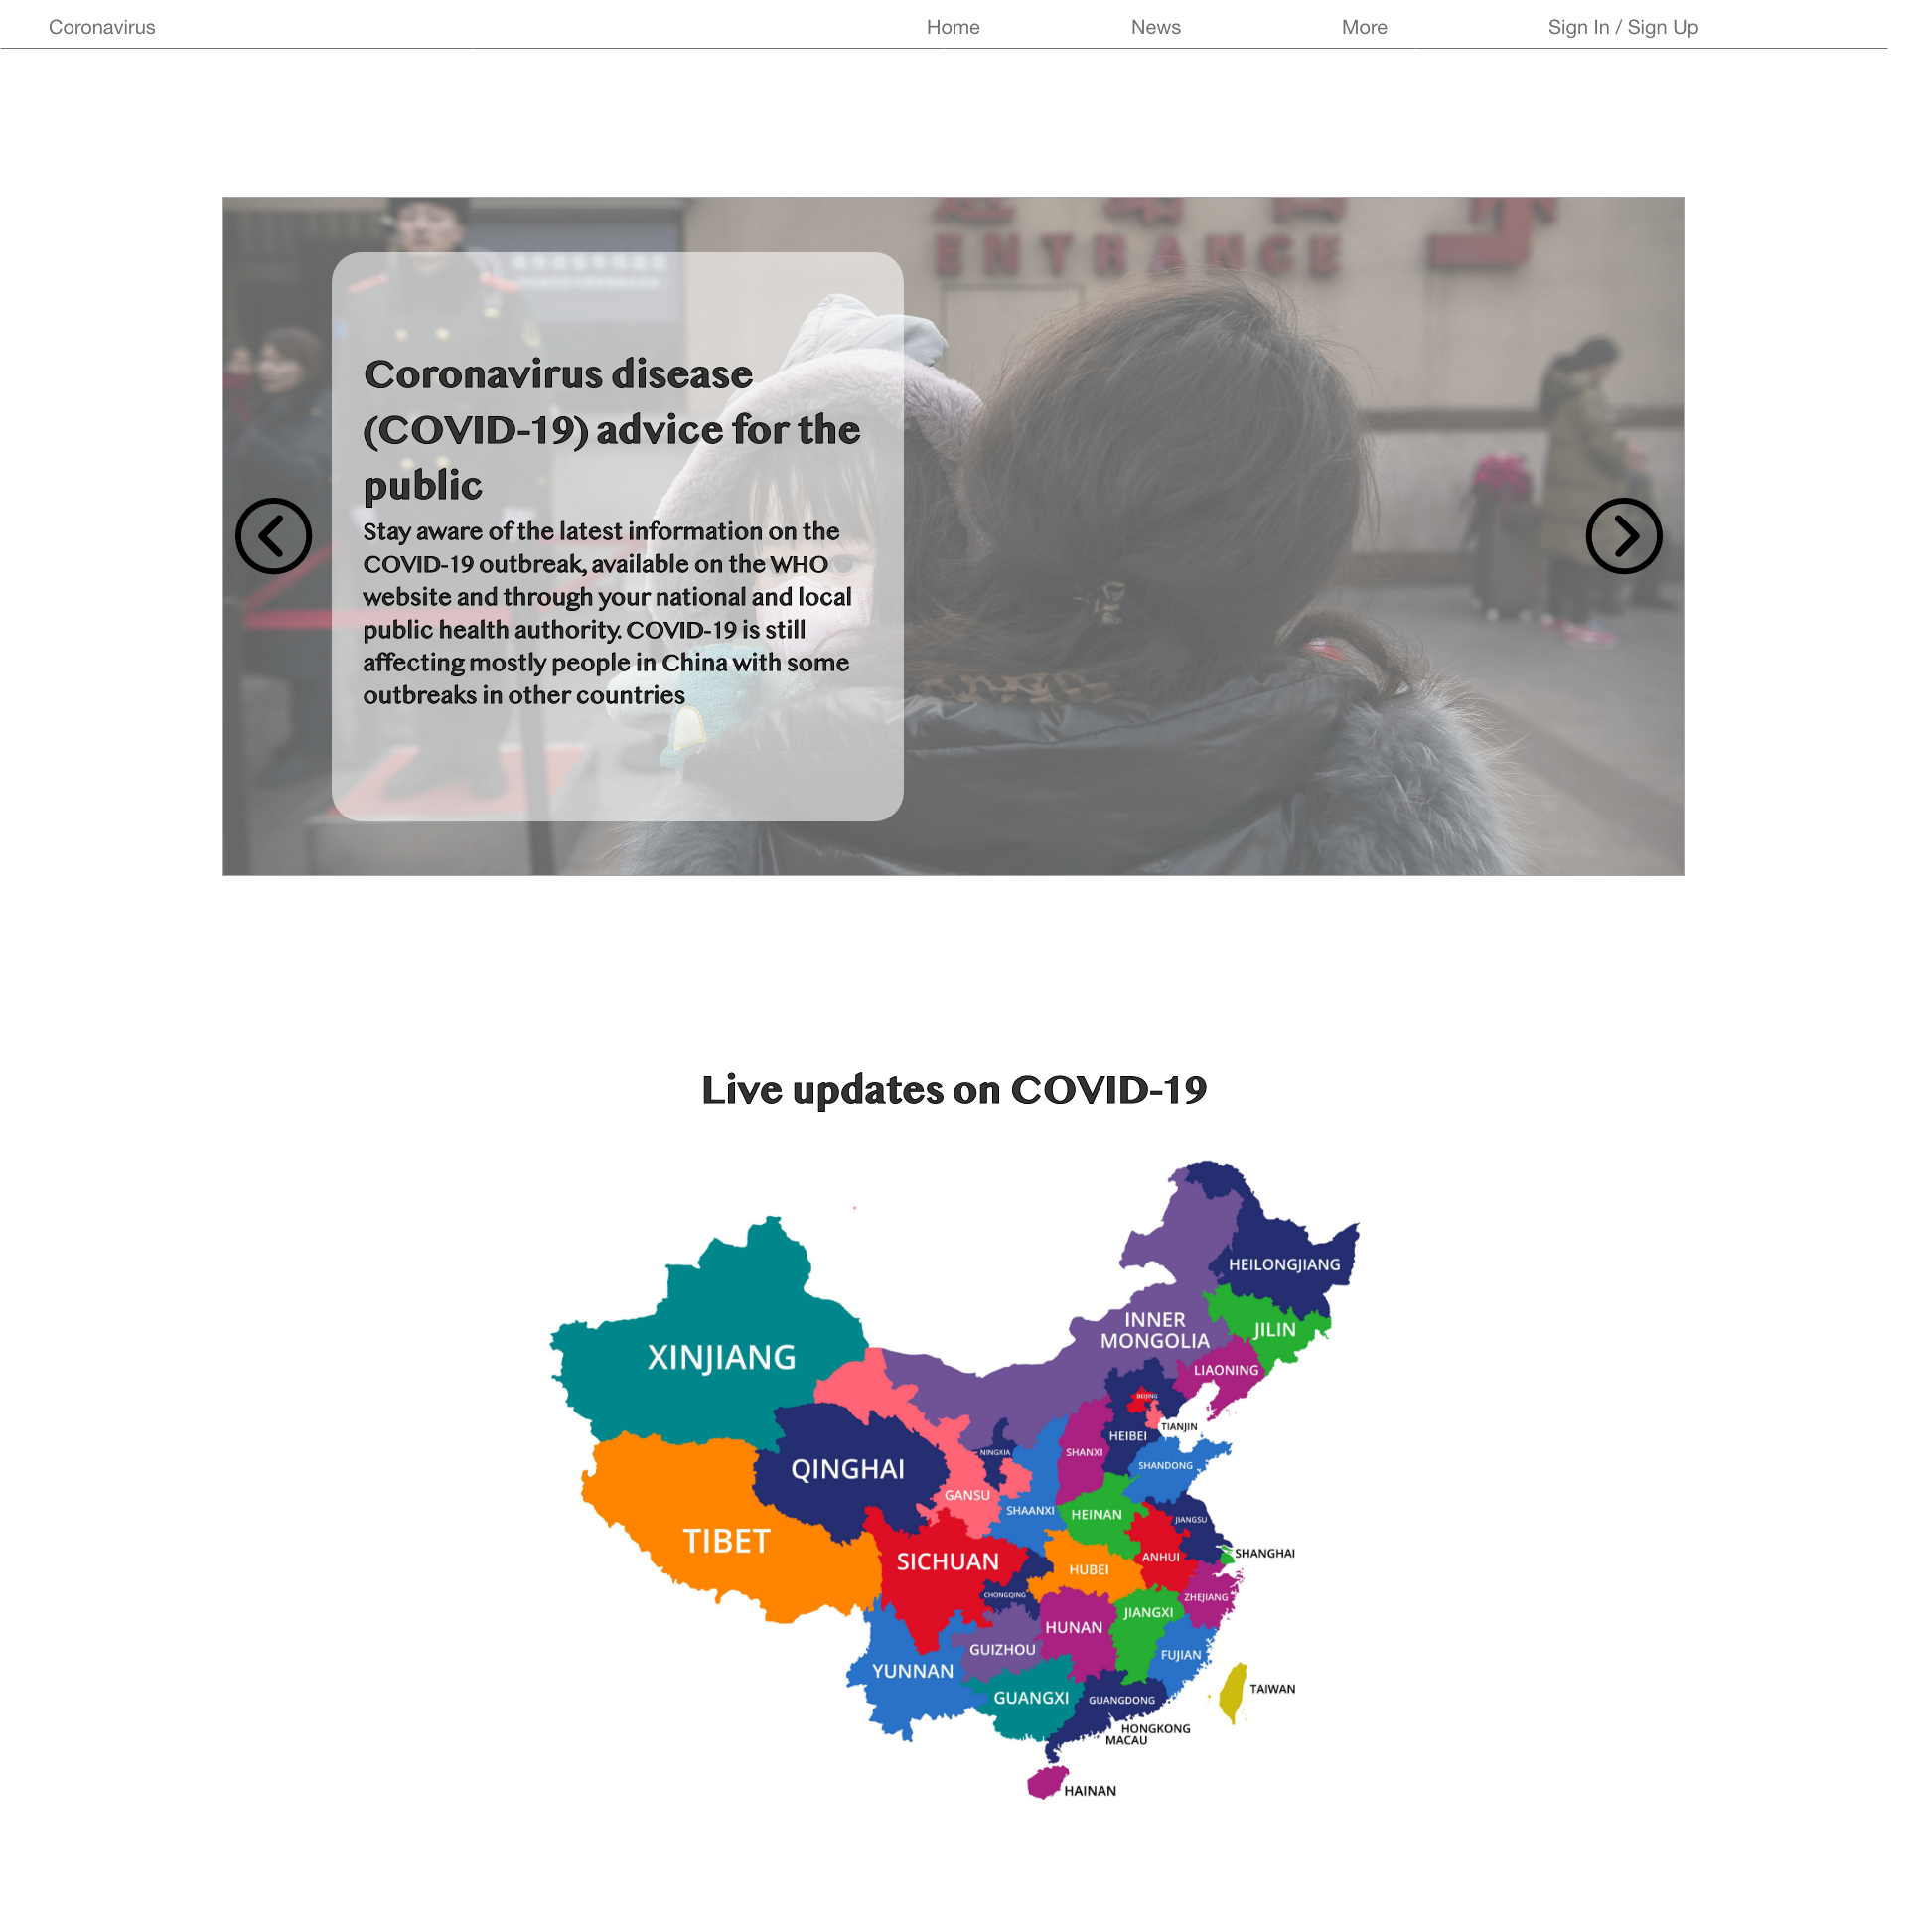 Coronavirus Home News More Sign In / Sign Up
ENTRANCE
Coronavirus disease
(COVID-19) advice for the
public
Stay aware of the latest information on the
COVID-19 outbreak, available on the WHO
website and through your national and local
public health authority. COVID-19 is still
affecting mostly people in China with some
outbreaks in other countries
Live updates on COVID-19
HEILONGJIANG
INNER
MONGOLIA
JILIN
XINJIANG
LIAONING
BEIJING
TIANJIN
HEIBEI
NINGXIA
SHANXI
SHANDONG
QINGHAI
GANSU
SHAANXI
HEINAN
JIANGSU
TIBET
SICHUAN
ANHUI
SHANGHAI
HUBEI
CHONGQING
ZHEJIANG
JIANGXI
HUNAN
GUIZHOU
FUJIAN
YUNNAN
TAIWAN
GUANGXI
GUANGDONG
HONGKONG
MACAU
HAINAN